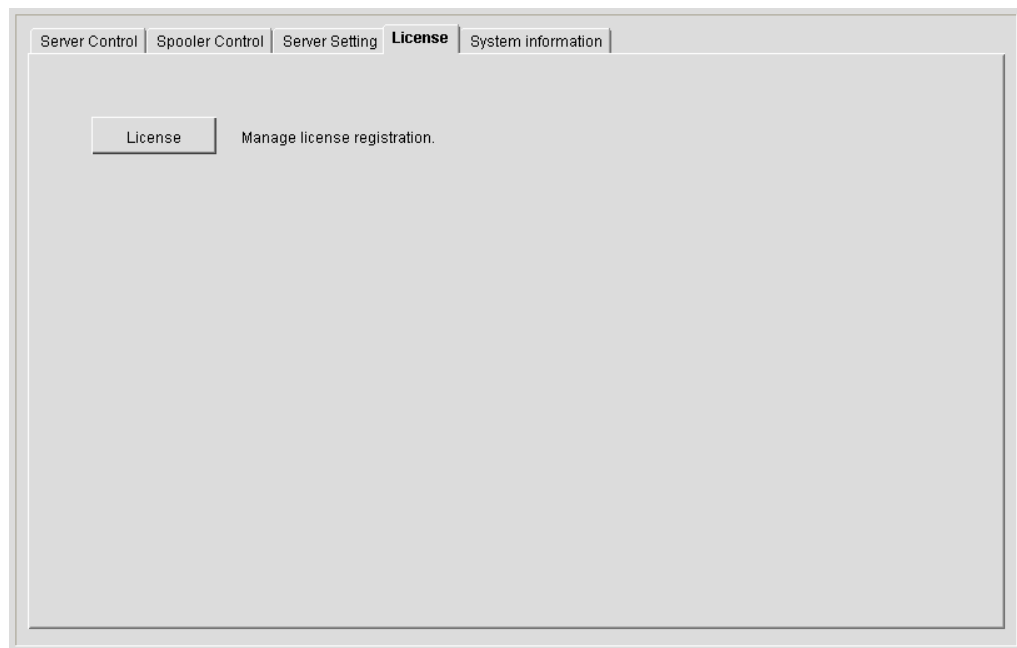 Server Control Spooler Control Server Setting License System information
License Manage license registration.